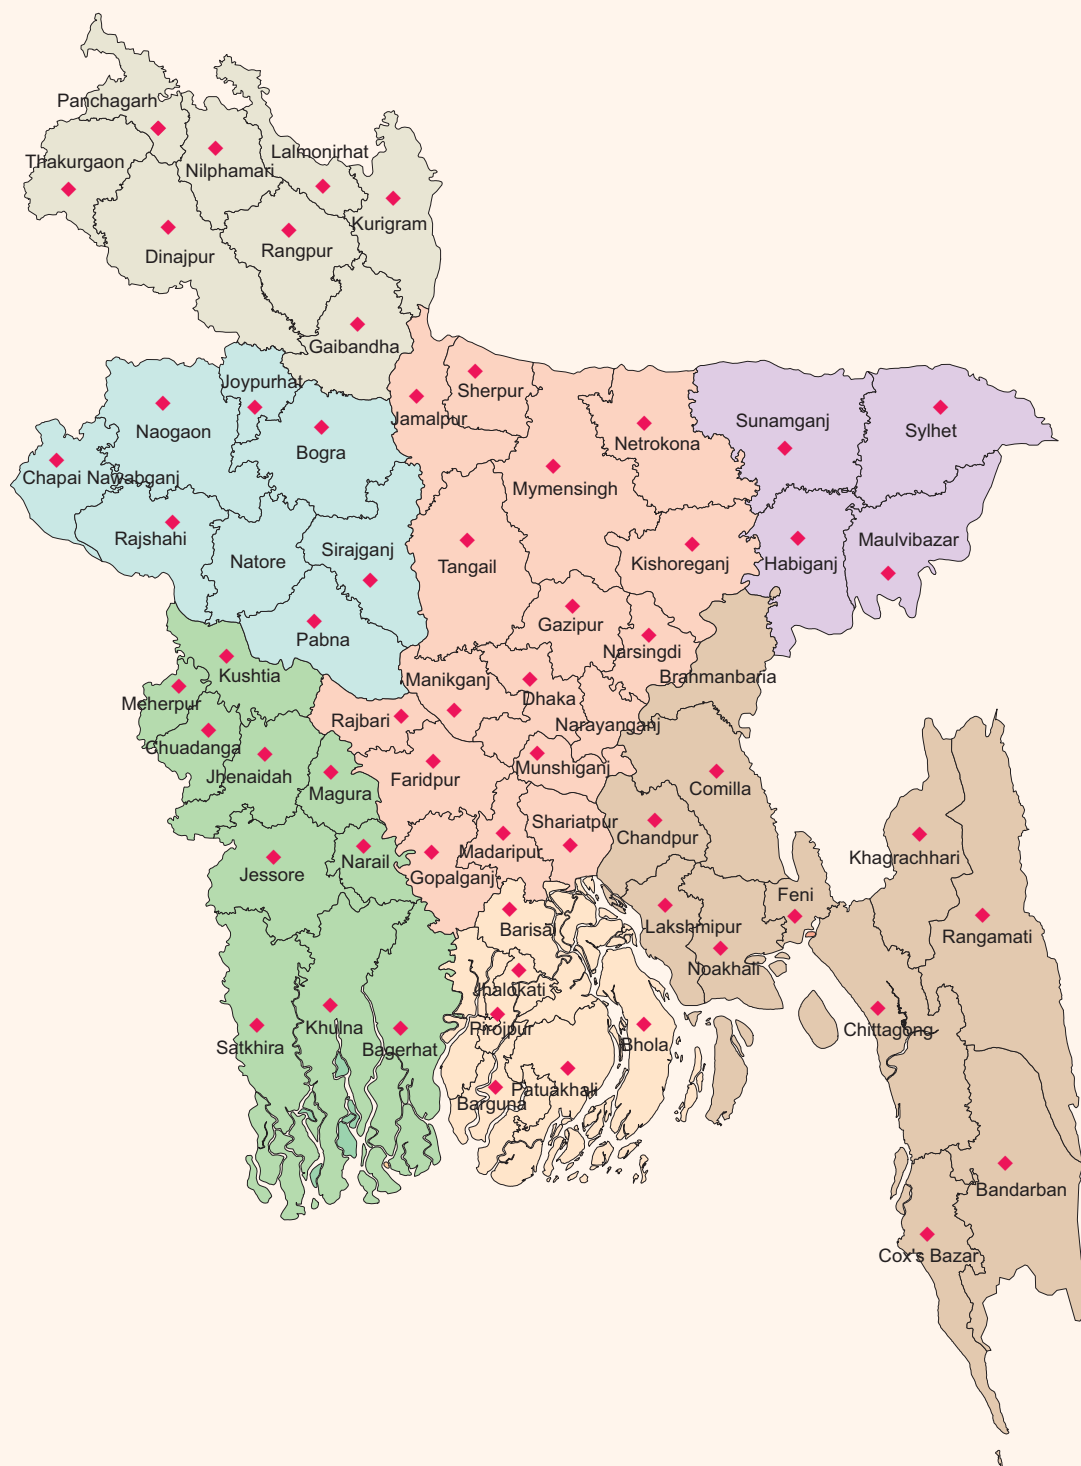 Panchagarh
Thakurgaon
Nilphamari
Lalmonirhat
Kurigram
Dinajpur
Rangpur
Gaibandha
Joypurhat
Sherpur
Jamalpur
Naogaon
Bogra
Netrokona
Sunamganj
Sylhet
Chapai Nawabganj
Mymensingh
Rajshahi
Natore
Sirajganj
Tangail
Kishoreganj
Habiganj
Maulvibazar
Pabna
Gazipur
Narsingdi
Kushtia
Manikganj
Dhaka
Brahmanbaria
Meherpur
Rajbari
Narayanganj
Chuadanga
Jhenaidah
Magura
Faridpur
Munshiganj
Comilla
Shariatpur
Chandpur
Madaripur
Narail
Jessore
Gopalganj
Khagrachhari
Feni
Barisal
Lakshmipur
Rangamati
Noakhali
Jhalokati
Khulna
Pirojpur
Chittagong
Satkhira
Bagerhat
Bhola
Patuakhali
Barguna
Bandarban
Cox's Bazar